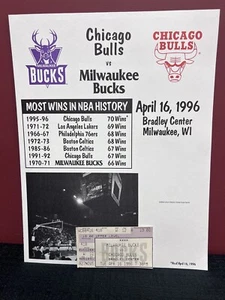 Chicago
Bulls
vs
Milwaukee
Bucks
MILWAUKEE
BUCKS
CHICAGO
BULLS
MOST WINS IN NBA HISTORY
1995-96 Chicago Bulls 70 Wins*
1971-72 Los Angeles Lakers 69 Wins
1966-67 Philadelphia 76ers 68 Wins
1972-73 Boston Celtics 68 Wins
1985-86 Boston Celtics 67 Wins
1991-92 Chicago Bulls 67 Wins
1970-71 MILWAUKEE BUCKS 66 Wins
April 16, 1996
Bradley Center
Milwaukee, WI